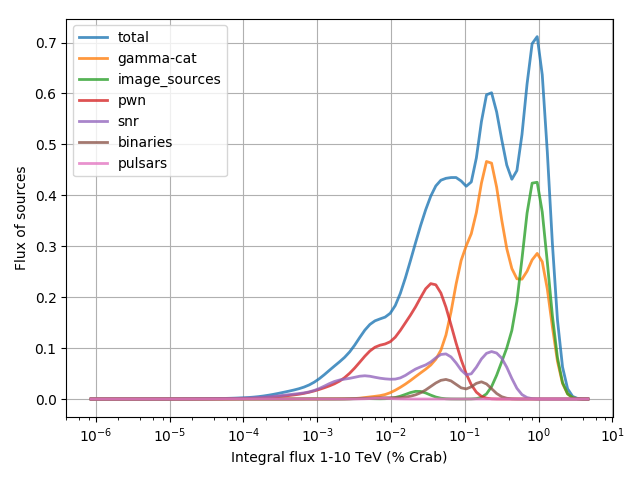 total
gamma-cat
image_sources
pwn
snr
binaries
pulsars
Flux of sources
0.7
0.6
0.5
0.4
0.3
0.2
0.1
0.0
10⁻⁶ 10⁻⁵ 10⁻⁴ 10⁻³ 10⁻² 10⁻¹ 10⁰ 10¹
Integral flux 1-10 TeV (% Crab)